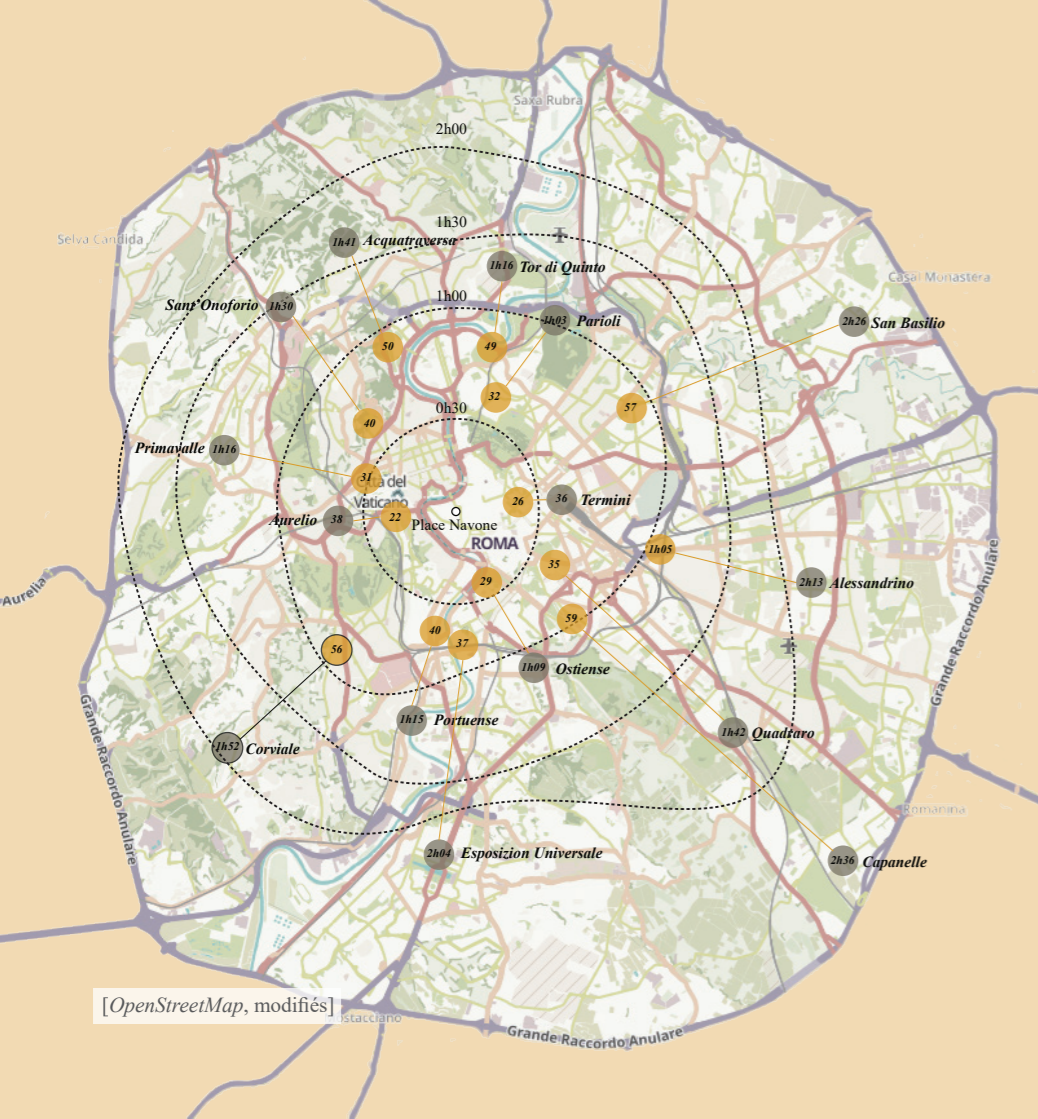 Saxa Rubra
2h00
1h30
Selva Candida
1h41 Acquatraversa
1h16 Tor di Quinto
Casal Monastera
1h00
Sant'Onoforio 1h30
1h03 Parioli
2h26 San Basilio
50
49
32
0h30
57
40
Primavalle 1h16
31
Città del
Vaticano
26
36 Termini
Aurelio 38
22
Place Navone
ROMA
1h05
35
29
2h13 Alessandrino
Aurelia
59
40
37
56
1h09 Ostiense
Grande Raccordo Anulare
1h15 Portuense
1h42 Quadraro
1h52 Corviale
Grande Raccordo Anulare
Romanina
2h04 Esposizion Universale
2h36 Capanelle
[OpenStreetMap, modifiés]
Mostacciano
Grande Raccordo Anulare